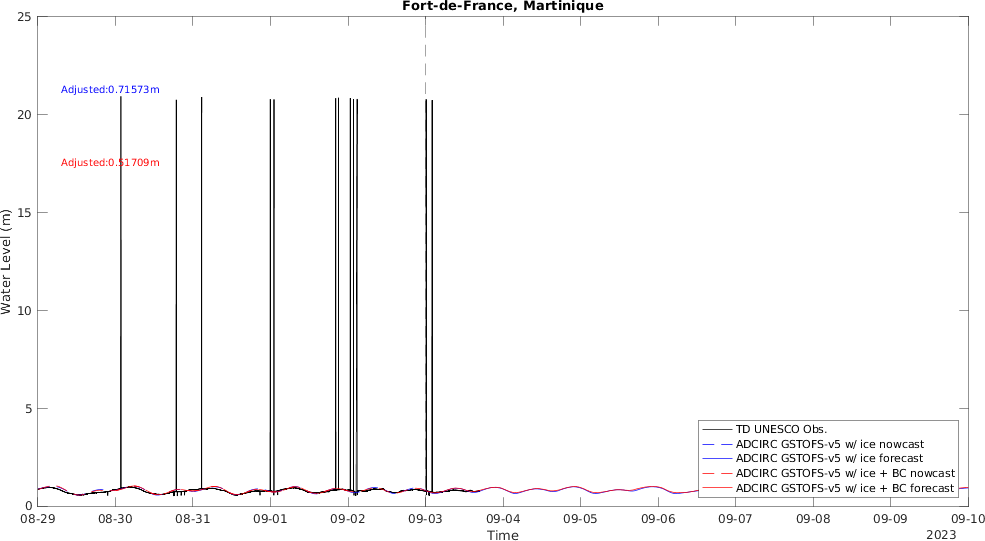 Fort-de-France, Martinique
25
20
15
10
5
0
Water Level (m)
Adjusted:0.71573m
Adjusted:0.51709m
TD UNESCO Obs.
ADCIRC GSTOFS-v5 w/ ice nowcast
ADCIRC GSTOFS-v5 w/ ice forecast
ADCIRC GSTOFS-v5 w/ ice + BC nowcast
ADCIRC GSTOFS-v5 w/ ice + BC forecast
08-29 08-30 08-31 09-01 09-02 09-03 09-04 09-05 09-06 09-07 09-08 09-09 09-10
Time
2023